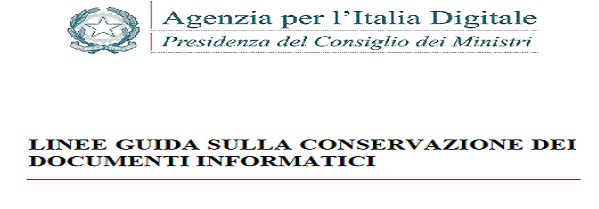 Agenzia per l'Italia Digitale
Presidenza del Consiglio dei Ministri
LINEE GUIDA SULLA CONSERVAZIONE DEI
DOCUMENTI INFORMATICI